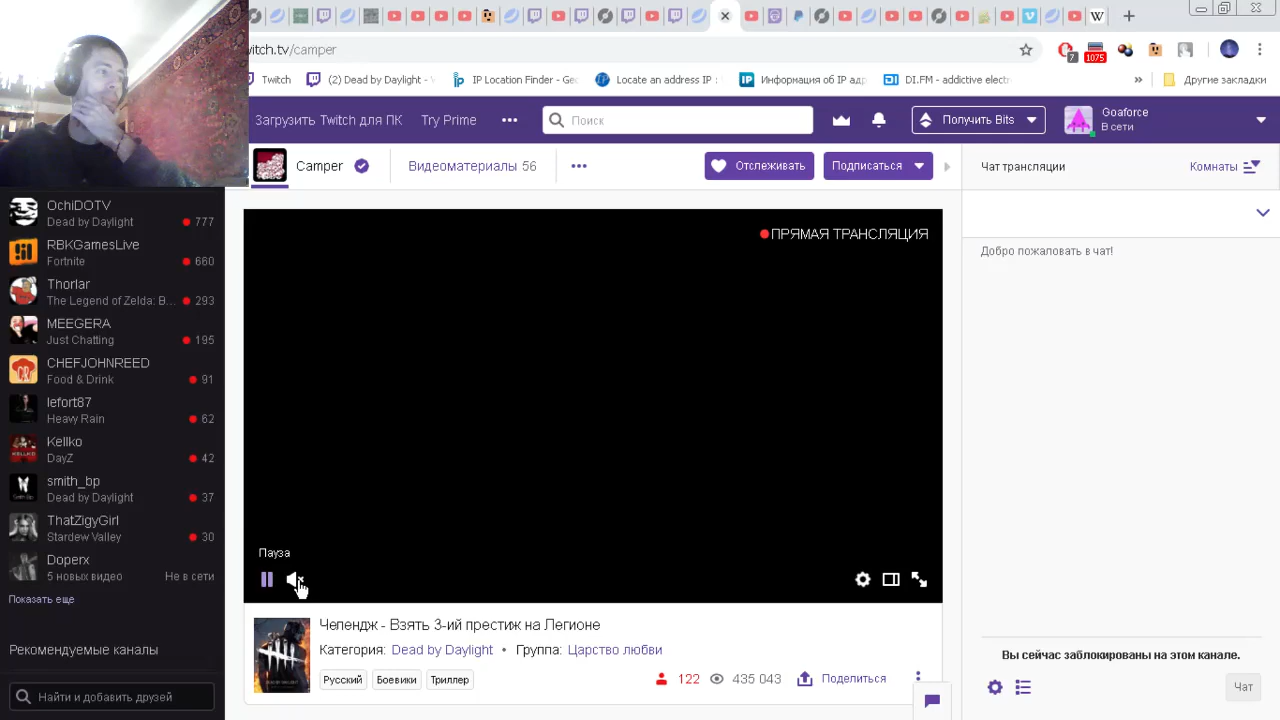 itch.tv/camper
7
1075
Twitch
(2) Dead by Daylight - \
IP Location Finder - Geo
Locate an address IP :
Информация об IP адр
DI.FM - addictive electr
»
Другие закладки
Загрузить Twitch для ПК
Try Prime
Поиск
Получить Bits
Goaforce
В сети
Camper
Видеоматериалы 56
Отслеживать
Подписаться
Чат трансляции
Комнаты
OchiDOTV
Dead by Daylight
777
RBKGamesLive
Fortnite
660
Thorlar
The Legend of Zelda: B...
293
MEEGERA
Just Chatting
195
CHEFJOHNREED
Food & Drink
91
lefort87
Heavy Rain
62
Kellko
DayZ
42
smith_bp
Dead by Daylight
37
ThatZigyGirl
Stardew Valley
30
Doperx
5 новых видео
Не в сети
Показать еще
Рекомендуемые каналы
Найти и добавить друзей
ПРЯМАЯ ТРАНСЛЯЦИЯ
Пауза
Челендж - Взять 3-ий престиж на Легионе
Категория: Dead by Daylight • Группа: Царство любви
Русский
Боевики
Триллер
122
435 043
Поделиться
Добро пожаловать в чат!
Вы сейчас заблокированы на этом канале.
Чат